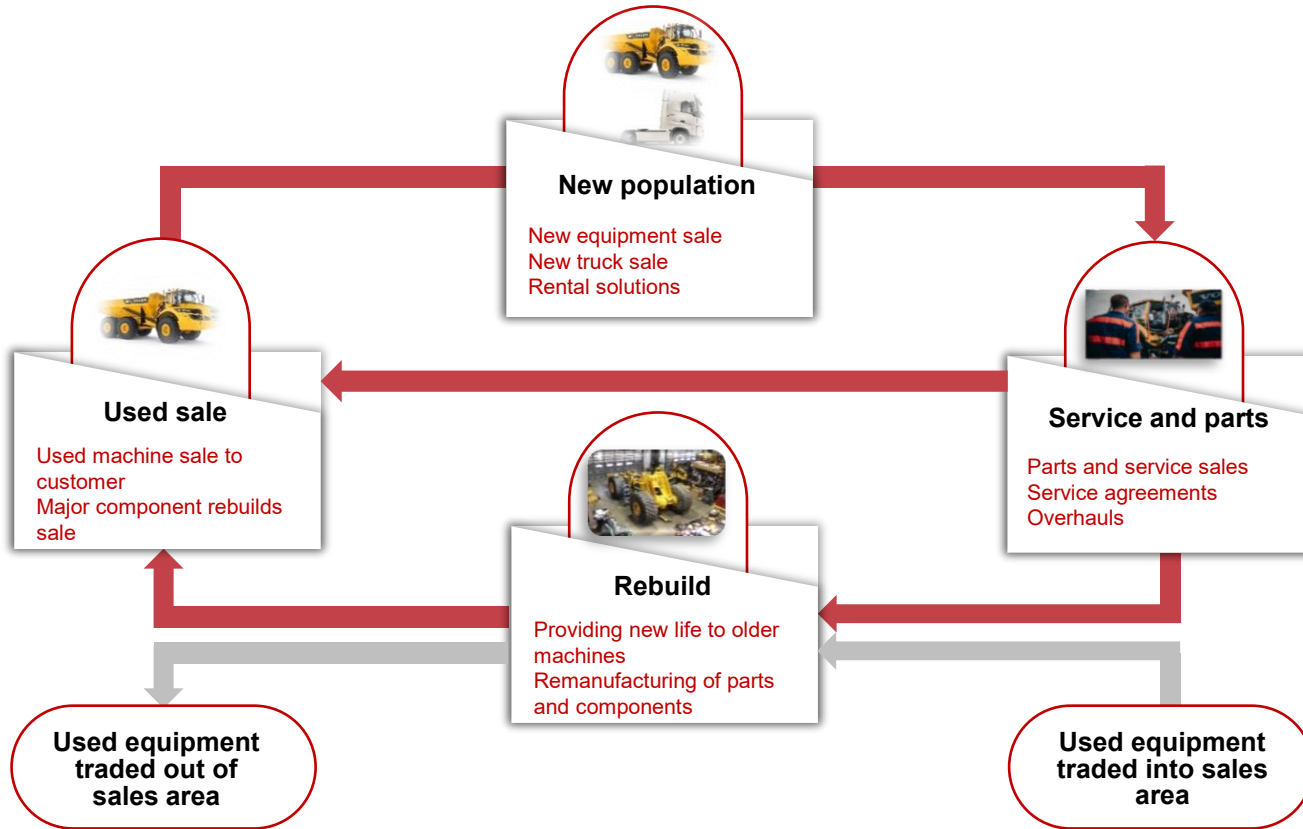 New population
New equipment sale
New truck sale
Rental solutions
Used sale
Used machine sale to
customer
Major component rebuilds
sale
Service and parts
Parts and service sales
Service agreements
Overhauls
Rebuild
Providing new life to older
machines
Remanufacturing of parts
and components
Used equipment
traded out of
sales area
Used equipment
traded into sales
area